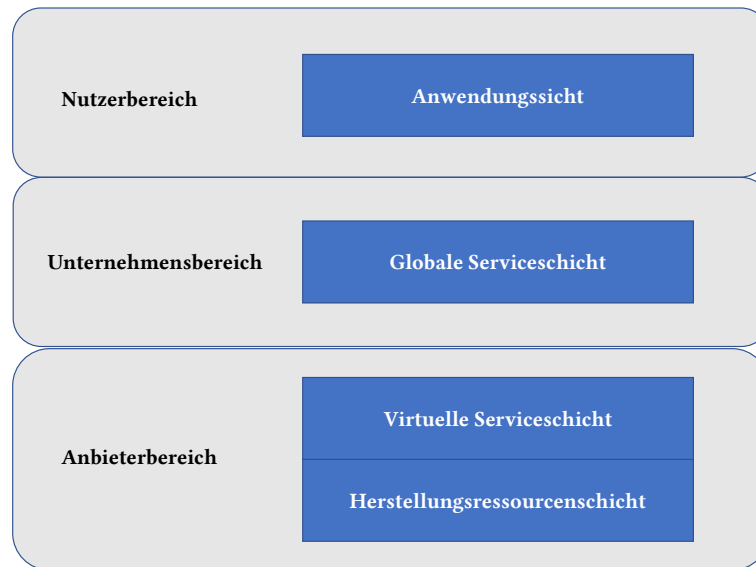 Nutzerbereich
Anwendungssicht
Unternehmensbereich
Globale Serviceschicht
Anbieterbereich
Virtuelle Serviceschicht
Herstellungsressourcenschicht